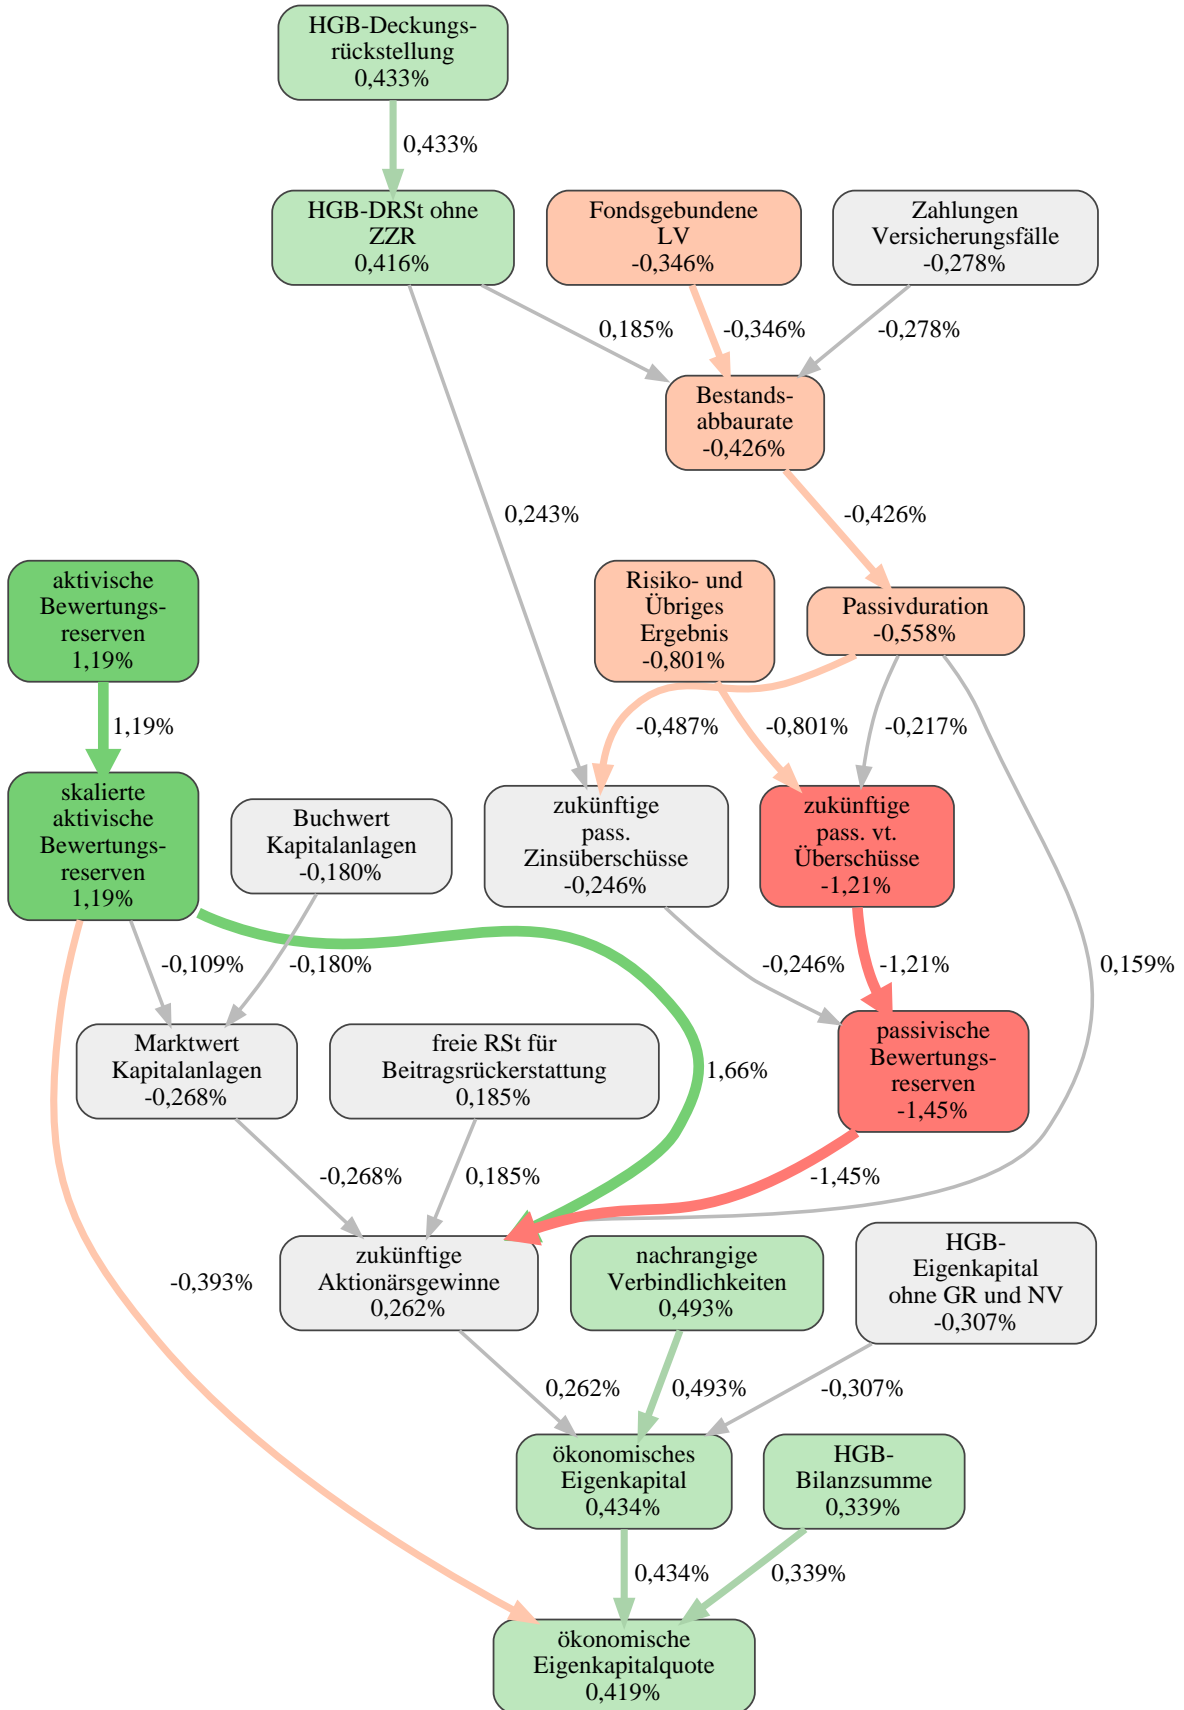 HGB-Deckungs-
rückstellung
0,433%
0,433%
HGB-DRSt ohne
ZZR
0,416%
Fondsgebundene
LV
-0,346%
Zahlungen
Versicherungsfälle
-0,278%
0,185%
-0,346%
-0,278%
Bestands-
abbaurate
-0,426%
0,243%
-0,426%
aktivische
Bewertungs-
reserven
1,19%
Risiko- und
Übriges
Ergebnis
-0,801%
Passivduration
-0,558%
1,19%
-0,487%
-0,801%
-0,217%
skalierte
aktivische
Bewertungs-
reserven
1,19%
Buchwert
Kapitalanlagen
-0,180%
zukünftige
pass.
Zinsüberschüsse
-0,246%
zukünftige
pass. vt.
Überschüsse
-1,21%
-0,109%
-0,180%
-0,246%
-1,21%
0,159%
Marktwert
Kapitalanlagen
-0,268%
freie RSt für
Beitragsrückerstattung
0,185%
1,66%
passivische
Bewertungs-
reserven
-1,45%
-0,268%
0,185%
-1,45%
-0,393%
zukünftige
Aktionärsgewinne
0,262%
nachrangige
Verbindlichkeiten
0,493%
HGB-
Eigenkapital
ohne GR und NV
-0,307%
0,262%
0,493%
-0,307%
ökonomisches
Eigenkapital
0,434%
HGB-
Bilanzsumme
0,339%
0,434%
0,339%
ökonomische
Eigenkapitalquote
0,419%